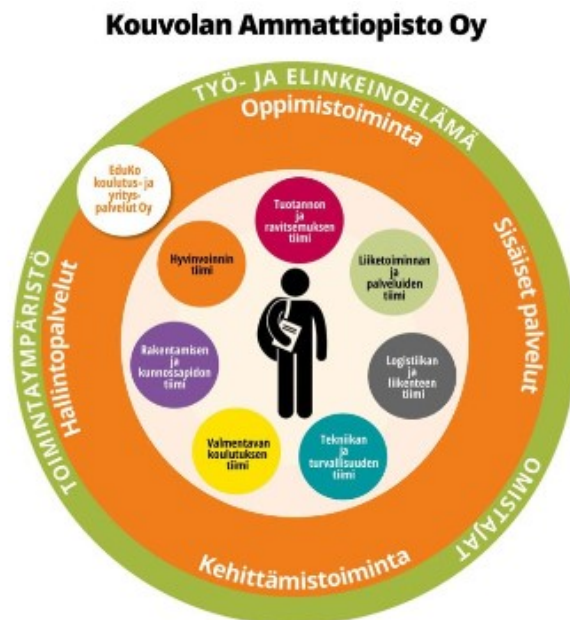 Kouvolan Ammattiopisto Oy
TYÖ- JA ELINKEINOELÄMÄ
Oppimistoiminta
EduKo
koulutus- ja
yritys-
palvelut Oy
Tuotannon
ja
ravitsemuksen
tiimi
Hyvinvoinnin
tiimi
Liiketoiminnan
ja
palveluiden
tiimi
Sisäiset palvelut
TOIMINTAYMPÄRISTÖ
Hallintopalvelut
Rakentamisen
ja
kunnossapidon
tiimi
Logistiikan
ja
liikenteen
tiimi
Valmentavan
koulutuksen
tiimi
Tekniikan
ja
turvallisuuden
tiimi
OMISTAJAT
Kehittämistoiminta